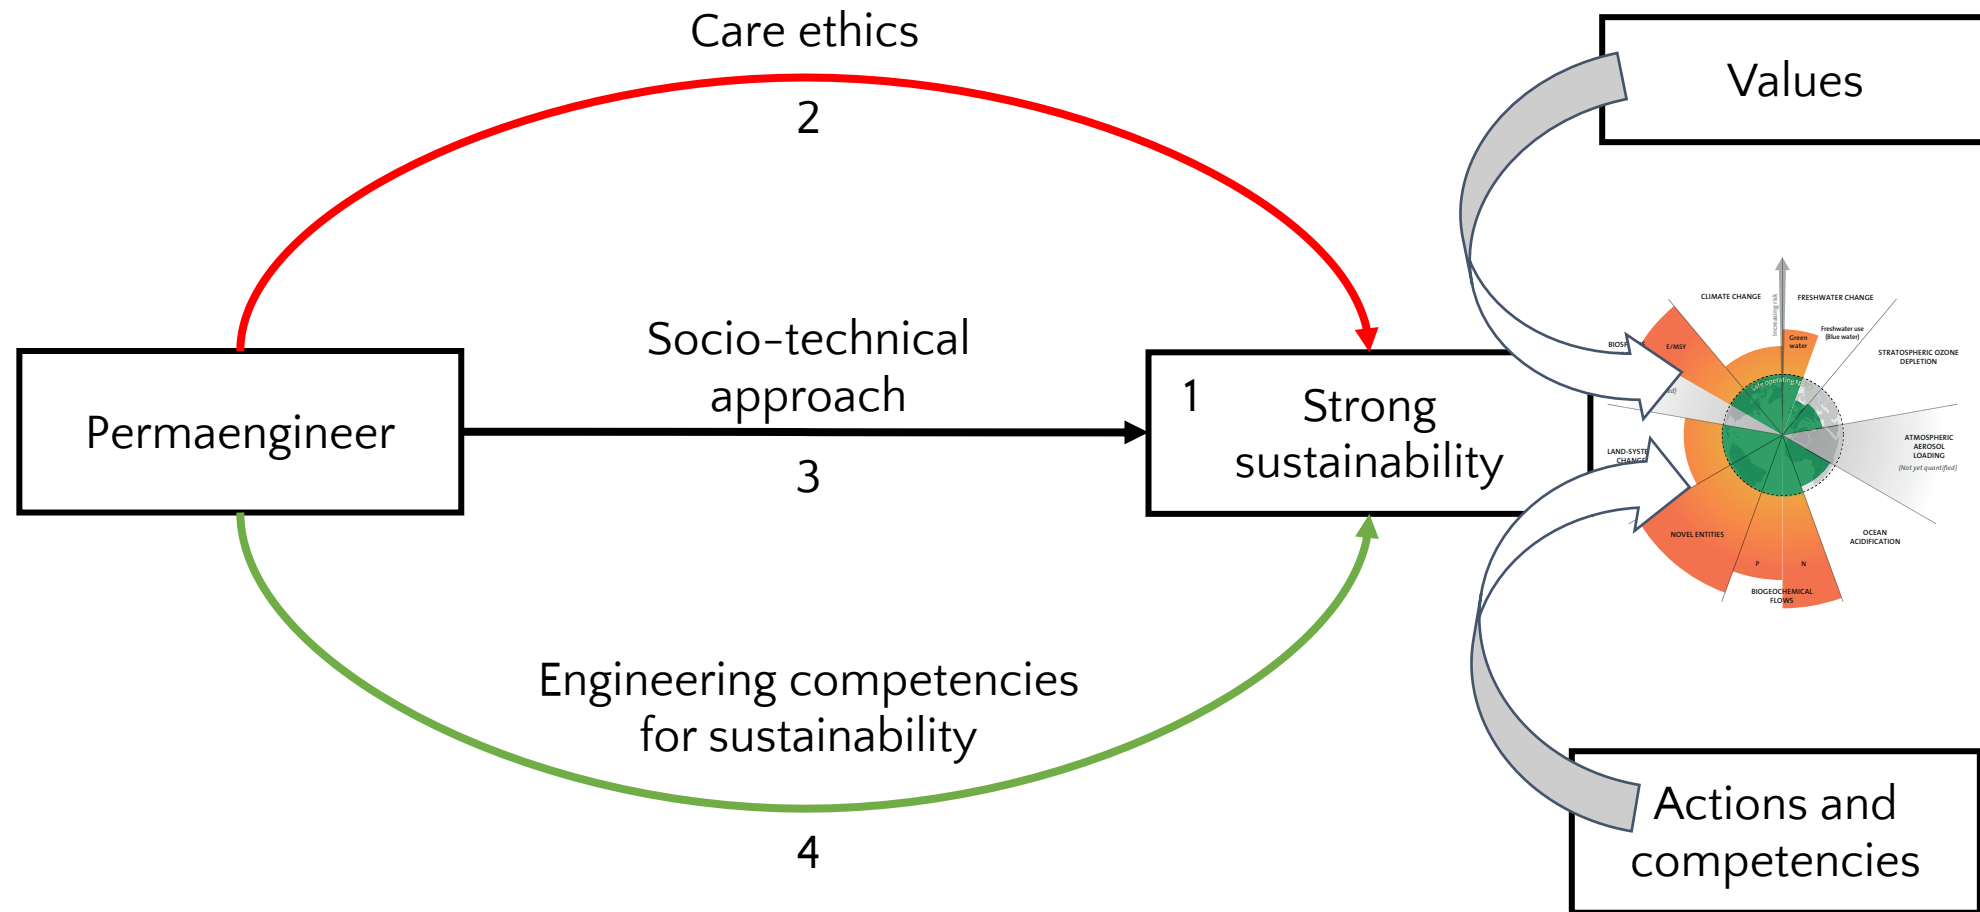 Care ethics
2
Values
Socio-technical
approach
3
Permaengineer
1
Strong
sustainability
Engineering competencies
for sustainability
4
Actions and
competencies
CLIMATE CHANGE
Increasing risk
FRESHWATER CHANGE
Freshwater use
(Blue water)
Green
water
E/MSY
STRATOSPHERIC OZONE
DEPLETION
ATMOSPHERIC
AEROSOL
LOADING
(Not yet quantified)
OCEAN
ACIDIFICATION
N
P
BIOGEOCHEMICAL
FLOWS
NOVEL ENTITIES